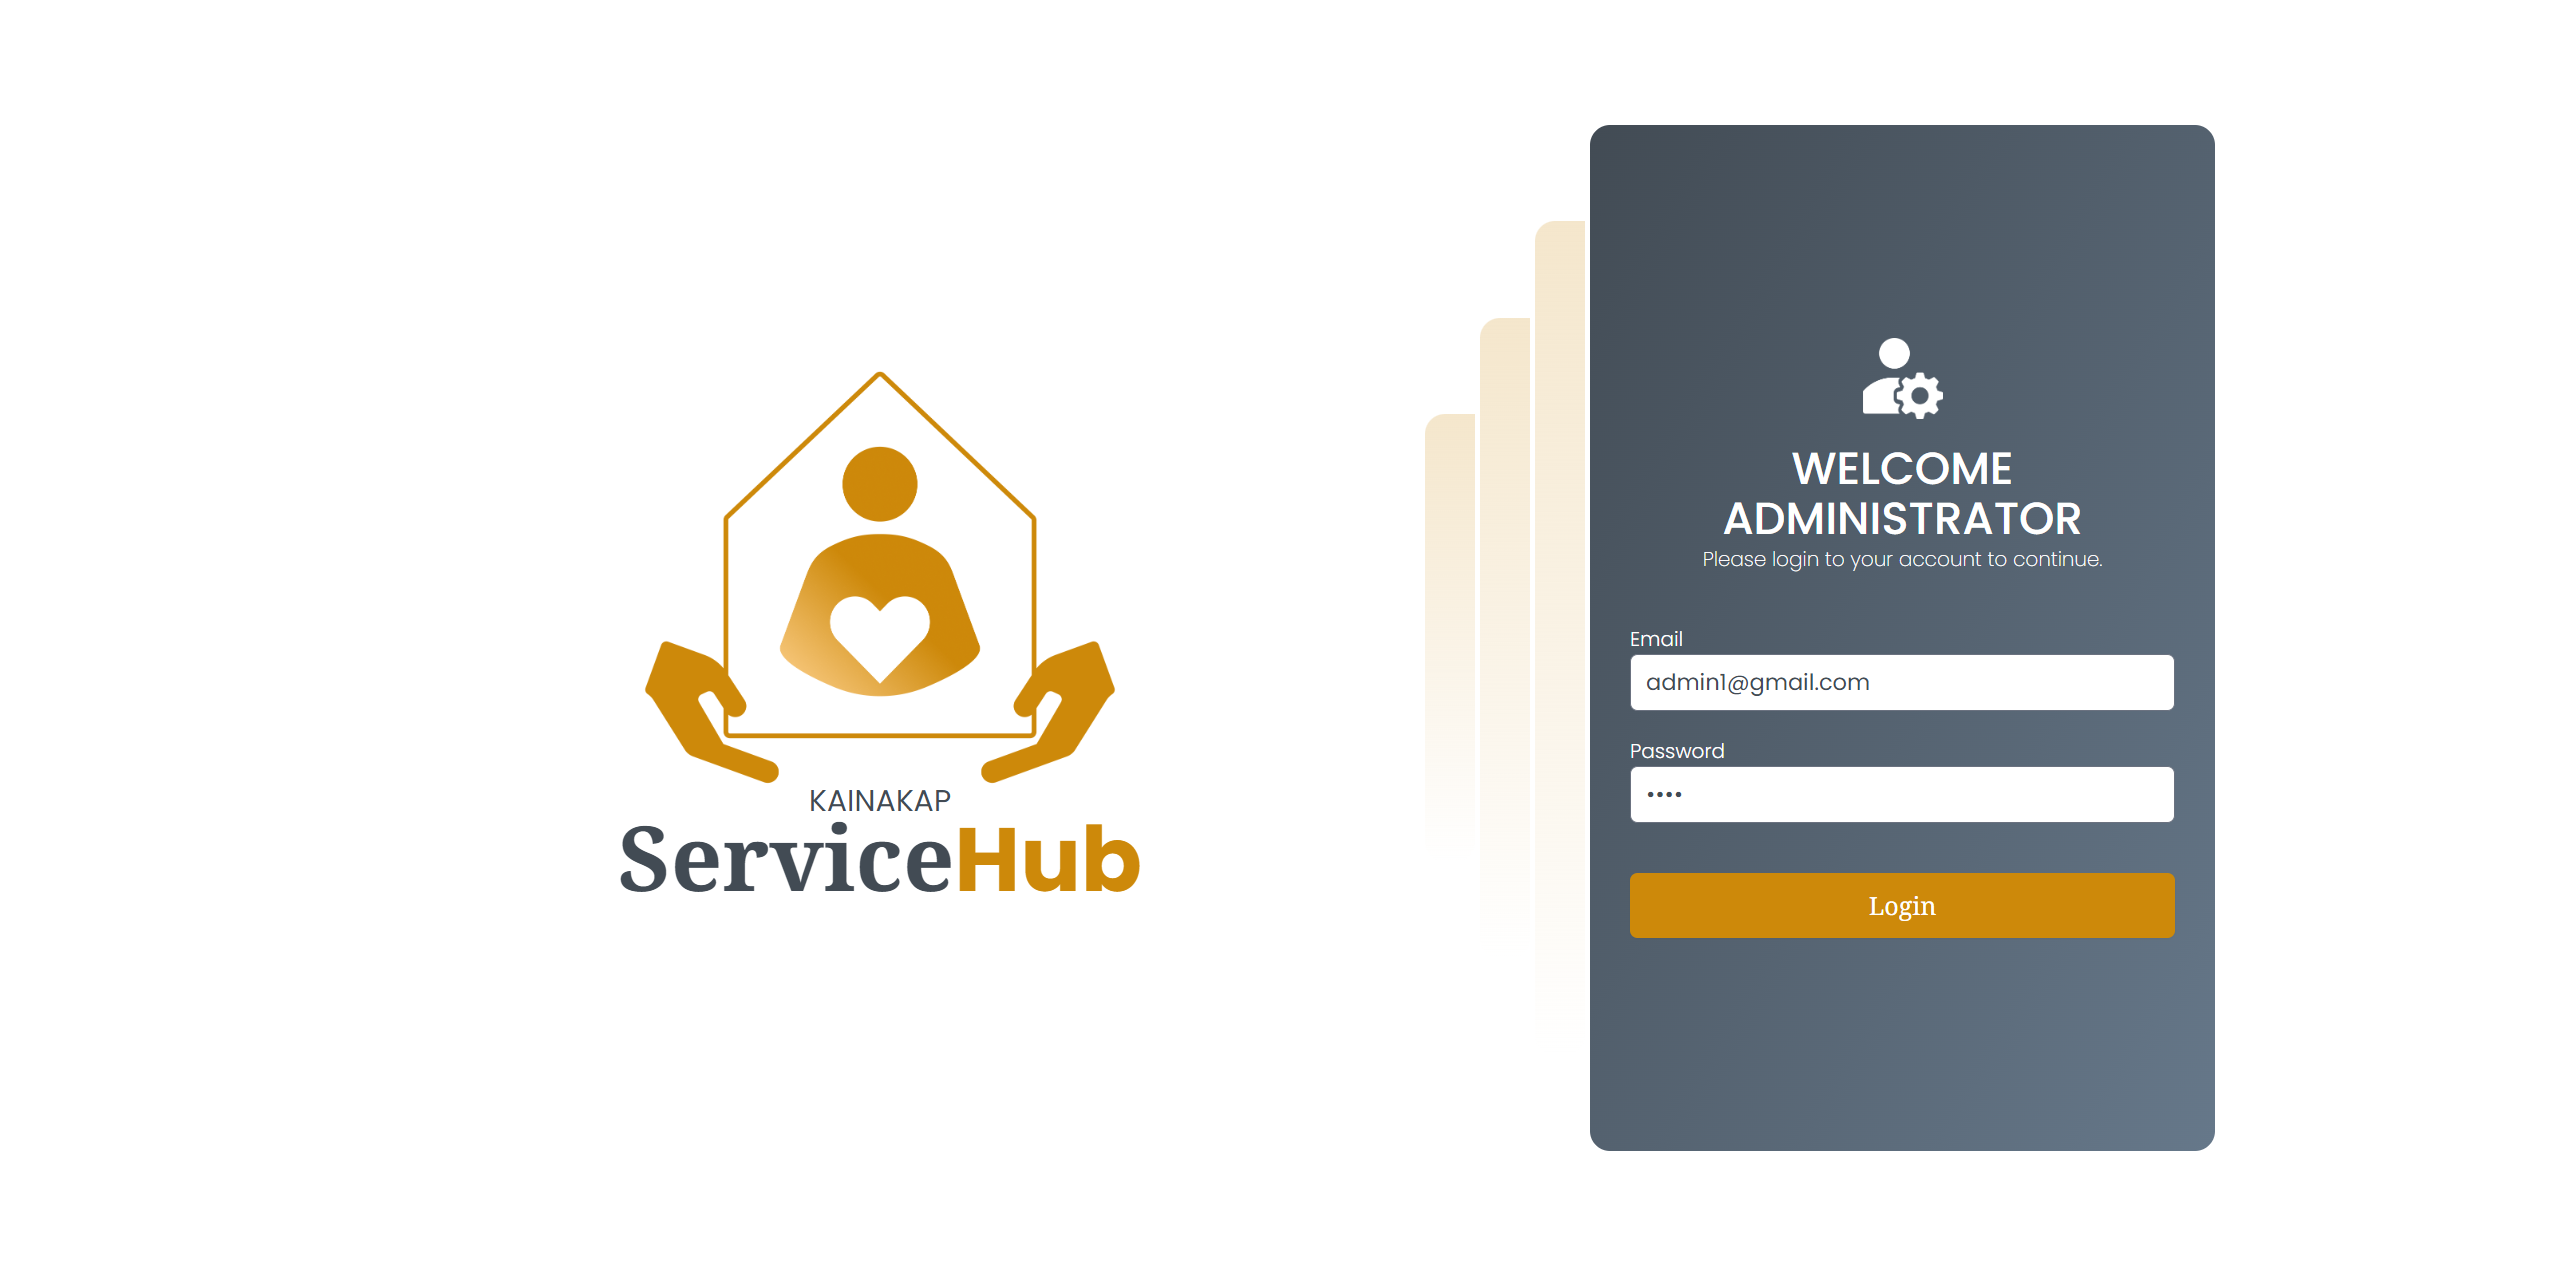 KAINAKAP
ServiceHub
WELCOME
ADMINISTRATOR
Please login to your account to continue.
Email
admin1@gmail.com
Password
••••
Login